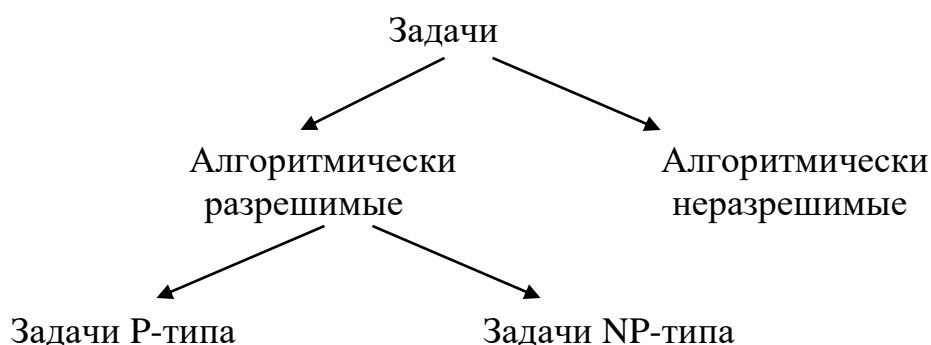 Задачи
Алгоритмически
разрешимые
Алгоритмически
неразрешимые
Задачи P-типа
Задачи NP-типа